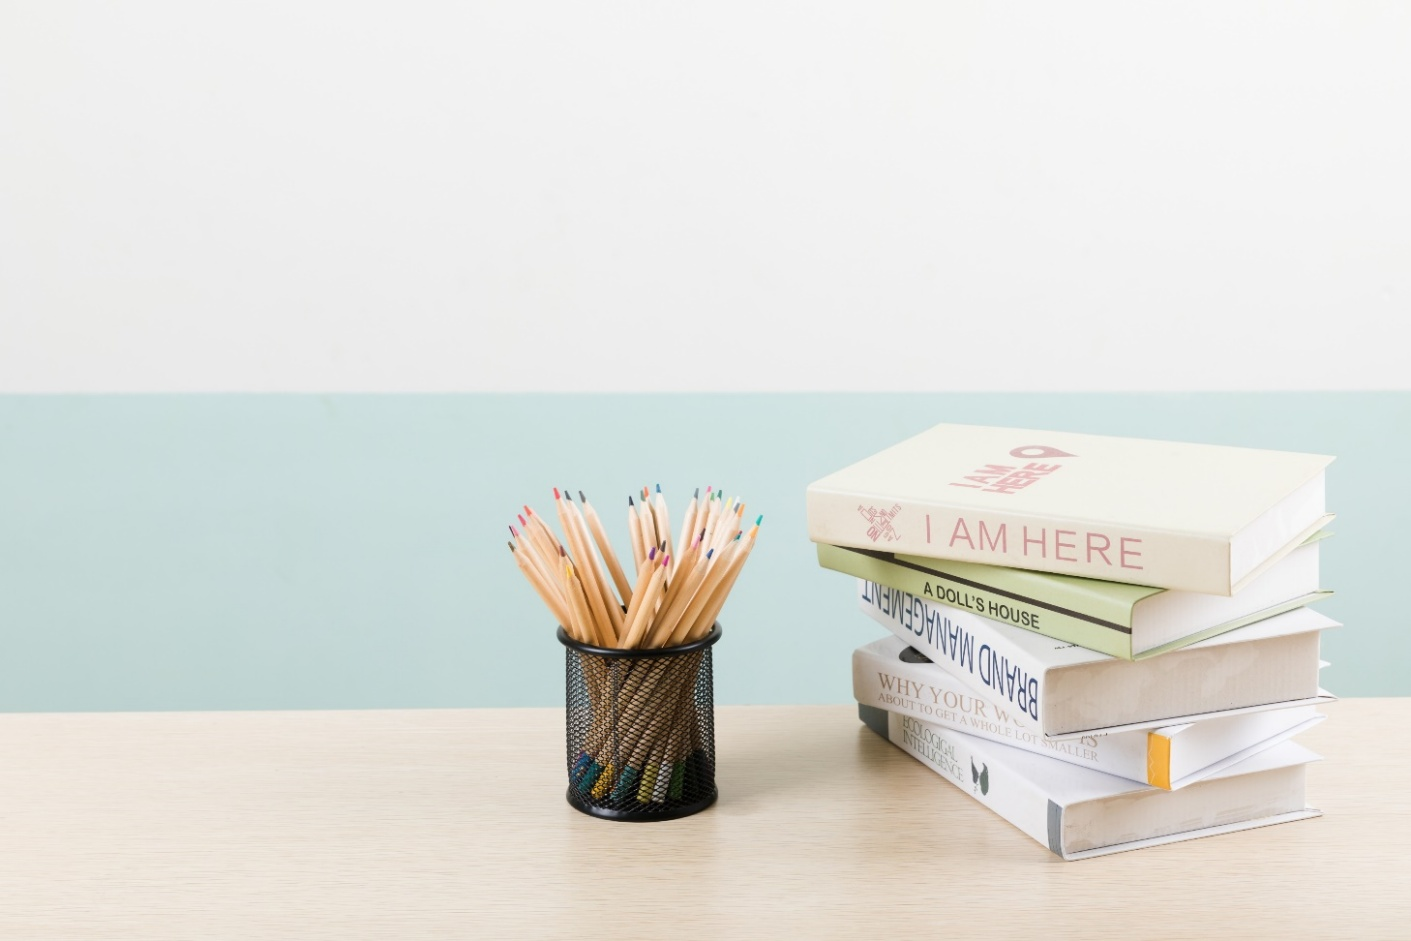 I AM
HERE
I AM HERE
A DOLL'S HOUSE
BRAND MANAGEMENT
WHY YOUR
ABOUT TO GET A WHOLE LOT SMALLER
ECOLOGICAL
INTELLIGENCE